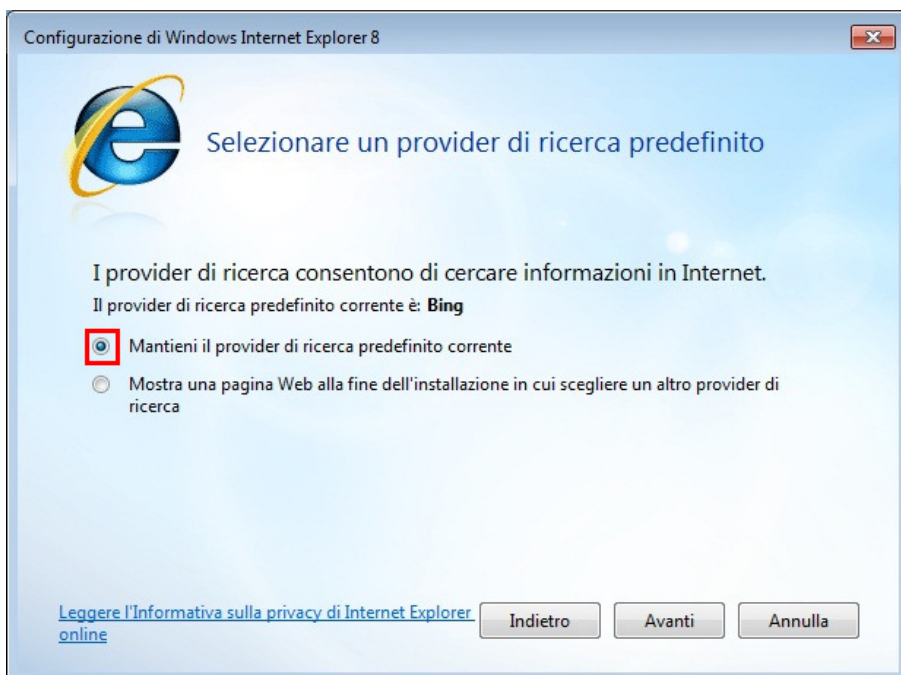 Configurazione di Windows Internet Explorer 8
Selezionare un provider di ricerca predefinito
I provider di ricerca consentono di cercare informazioni in Internet.
Il provider di ricerca predefinito corrente è: Bing
Mantieni il provider di ricerca predefinito corrente
Mostra una pagina Web alla fine dell'installazione in cui scegliere un altro provider di
ricerca
Leggere l'Informativa sulla privacy di Internet Explorer
online
Indietro
Avanti
Annulla